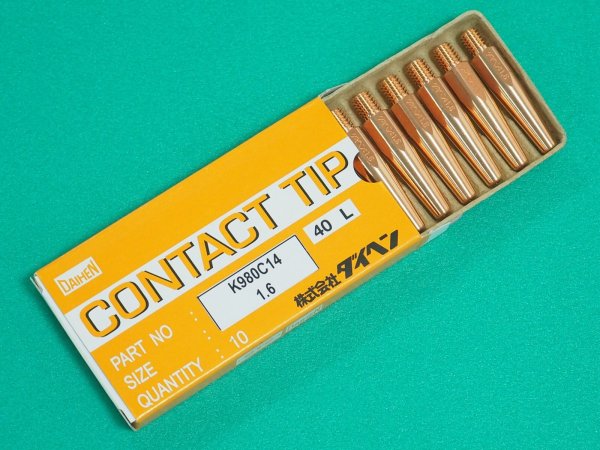 DAIHEN
CONTACT TIP
PART NO : K980C14
SIZE : 1.6
QUANTITY : 10
40 L
株式会社ダイヘン